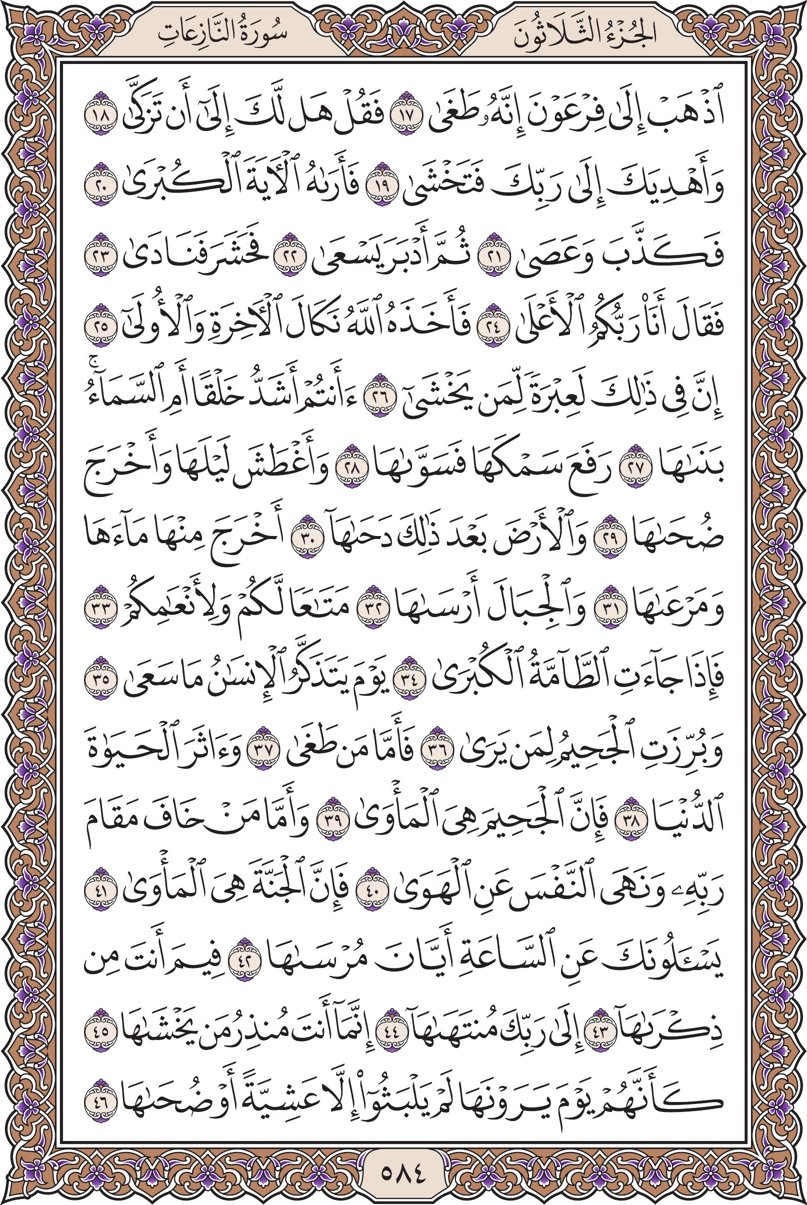 الجُزْءُ الثَّلَاثُونَ
سُورَةُ النَّازِعَاتِ
ٱذْهَبْ إِلَىٰ فِرْعَوْنَ إِنَّهُۥ طَغَىٰ ١٧ فَقُلْ هَل لَّكَ إِلَىٰٓ أَن تَزَكَّىٰ ١٨
وَأَهْدِيَكَ إِلَىٰ رَبِّكَ فَتَخْشَىٰ ١٩ فَأَرَىٰهُ ٱلْأٓيَةَ ٱلْكُبْرَىٰ ٢٠
فَكَذَّبَ وَعَصَىٰ ٢١ ثُمَّ أَدْبَرَ يَسْعَىٰ ٢٢ فَحَشَرَ فَنَادَىٰ ٢٣
فَقَالَ أَنَا۠ رَبُّكُمُ ٱلْأَعْلَىٰ ٢٤ فَأَخَذَهُ ٱللَّهُ نَكَالَ ٱلْأٓخِرَةِ وَٱلْأُولَىٰٓ ٢٥
إِنَّ فِى ذَٰلِكَ لَعِبْرَةً لِّمَن يَخْشَىٰٓ ٢٦ ءَأَنتُمْ أَشَدُّ خَلْقًا أَمِ ٱلسَّمَآءُ ۚ
بَنَىٰهَا ٢٧ رَفَعَ سَمْكَهَا فَسَوَّىٰهَا ٢٨ وَأَغْطَشَ لَيْلَهَا وَأَخْرَجَ
ضُحَىٰهَا ٢٩ وَٱلْأَرْضَ بَعْدَ ذَٰلِكَ دَحَىٰهَآ ٣٠ أَخْرَجَ مِنْهَا مَآءَهَا
وَمَرْعَىٰهَا ٣١ وَٱلْجِبَالَ أَرْسَىٰهَا ٣٢ مَتَٰعًا لَّكُمْ وَلِأَنْعَٰمِكُمْ ٣٣
فَإِذَا جَآءَتِ ٱلطَّآمَّةُ ٱلْكُبْرَىٰ ٣٤ يَوْمَ يَتَذَكَّرُ ٱلْإِنسَٰنُ مَا سَعَىٰ ٣٥
وَبُرِّزَتِ ٱلْجَحِيمُ لِمَن يَرَىٰ ٣٦ فَأَمَّا مَن طَغَىٰ ٣٧ وَءَاثَرَ ٱلْحَيَوٰةَ
ٱلدُّنْيَا ٣٨ فَإِنَّ ٱلْجَحِيمَ هِىَ ٱلْمَأْوَىٰ ٣٩ وَأَمَّا مَنْ خَافَ مَقَامَ
رَبِّهِۦ وَنَهَى ٱلنَّفْسَ عَنِ ٱلْهَوَىٰ ٤٠ فَإِنَّ ٱلْجَنَّةَ هِىَ ٱلْمَأْوَىٰ ٤١
يَسْـَٔلُونَكَ عَنِ ٱلسَّاعَةِ أَيَّانَ مُرْسَىٰهَا ٤٢ فِيمَ أَنتَ مِن
ذِكْرَىٰهَآ ٤٣ إِلَىٰ رَبِّكَ مُنتَهَىٰهَآ ٤٤ إِنَّمَآ أَنتَ مُنذِرُ مَن يَخْشَىٰهَا ٤٥
كَأَنَّهُمْ يَوْمَ يَرَوْنَهَا لَمْ يَلْبَثُوٓا۟ إِلَّا عَشِيَّةً أَوْ ضُحَىٰهَا ٤٦
٥٨٤